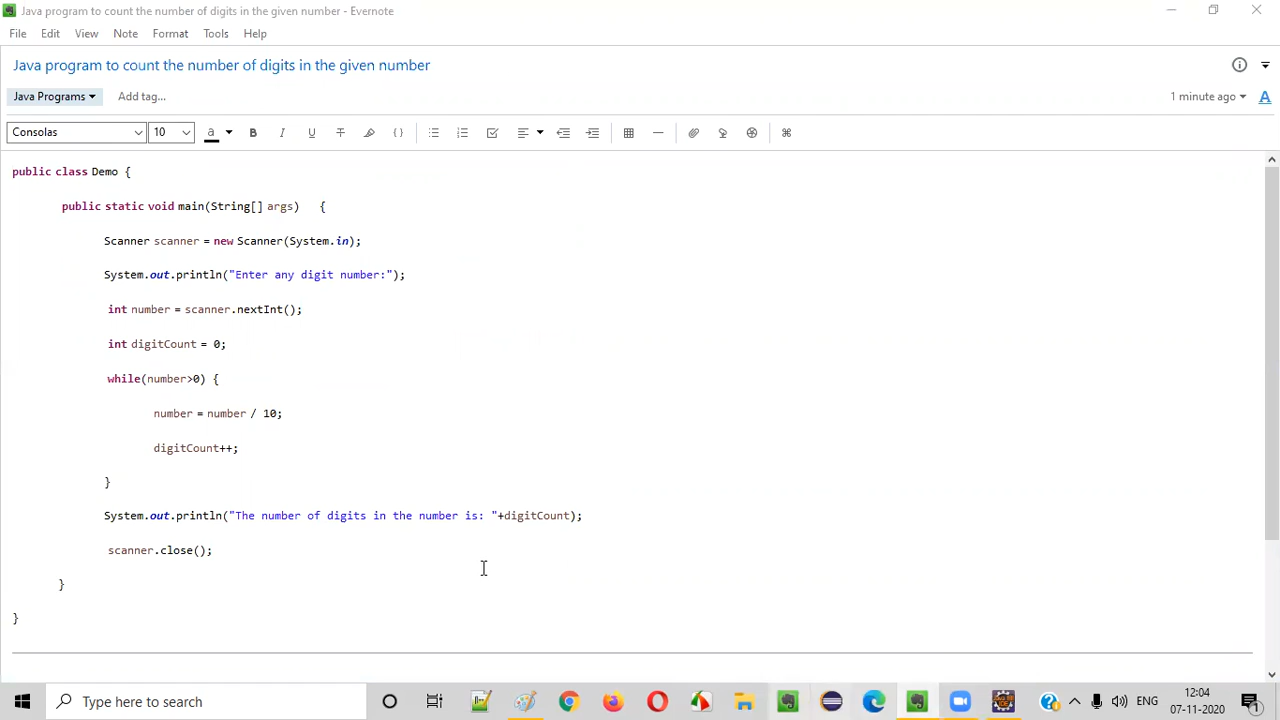 Java program to count the number of digits in the given number - Evernote
File Edit View Note Format Tools Help
Java program to count the number of digits in the given number
Java Programs Add tag... 1 minute ago
Consolas 10 a B I U T { }
public class Demo {
public static void main(String[] args) {
Scanner scanner = new Scanner(System.in);
System.out.println("Enter any digit number:");
int number = scanner.nextInt();
int digitCount = 0;
while(number>0) {
number = number / 10;
digitCount++;
}
System.out.println("The number of digits in the number is: "+digitCount);
scanner.close();
}
}
Type here to search ENG 12:04
07-11-2020